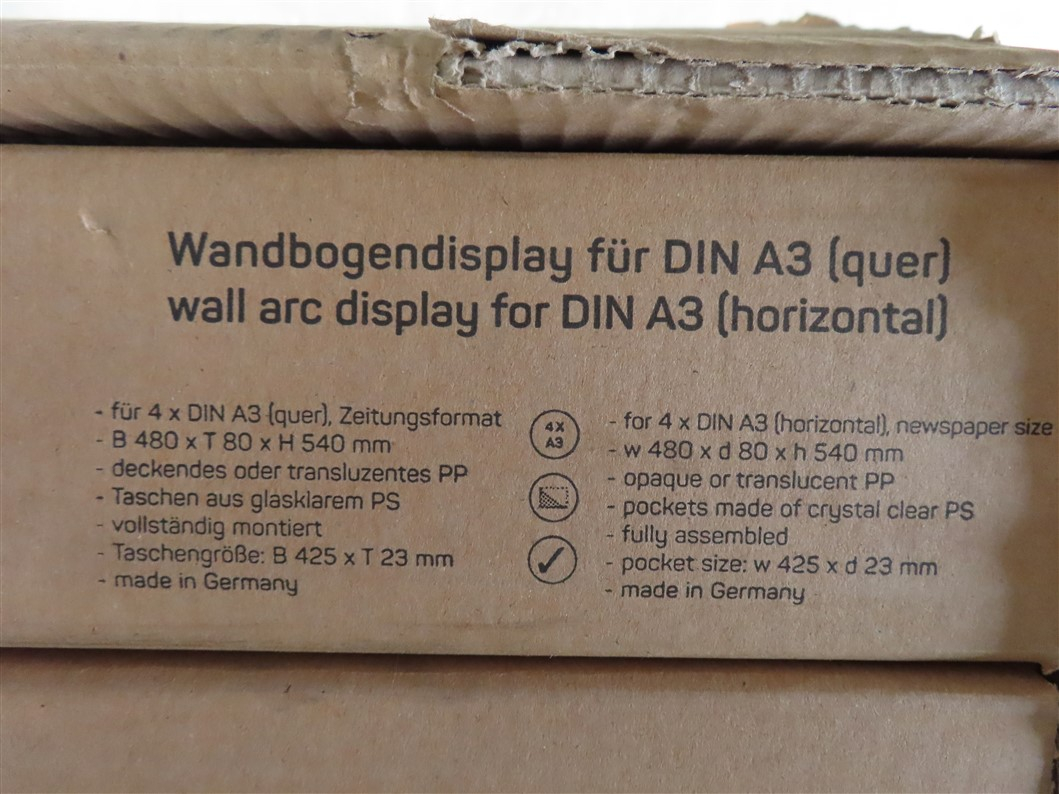 Wandbogendisplay für DIN A3 (quer)
wall arc display for DIN A3 (horizontal)
- für 4 x DIN A3 (quer), Zeitungsformat
- B 480 x T 80 x H 540 mm
- deckendes oder transluzentes PP
- Taschen aus glasklarem PS
- vollständig montiert
- Taschengröße: B 425 x T 23 mm
- made in Germany
4X
A3
- for 4 x DIN A3 (horizontal), newspaper size
- w 480 x d 80 x h 540 mm
- opaque or translucent PP
- pockets made of crystal clear PS
- fully assembled
- pocket size: w 425 x d 23 mm
- made in Germany